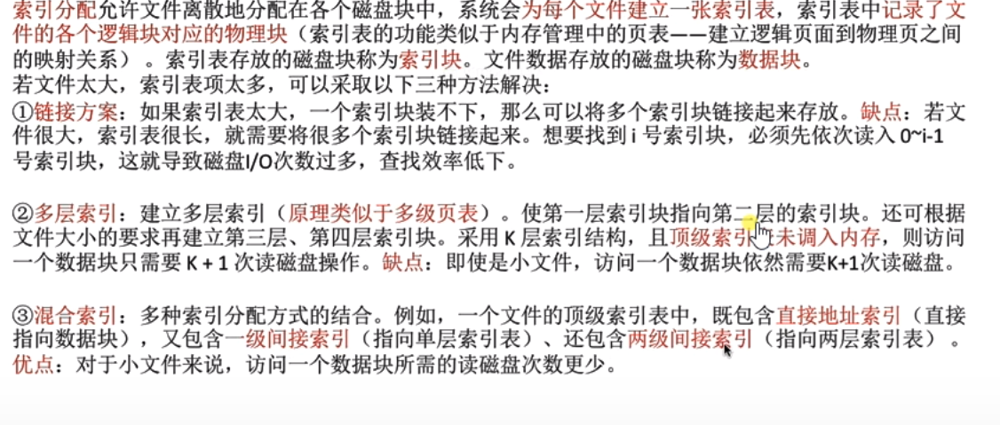 索引分配允许文件离散地分配在各个磁盘块中，系统会为每个文件建立一张索引表，索引表中记录了文
件的各个逻辑块对应的物理块（索引表的功能类似于内存管理中的页表——建立逻辑页面到物理页之间
的映射关系）。索引表存放的磁盘块称为索引块。文件数据存放的磁盘块称为数据块。
若文件太大，索引表项太多，可以采取以下三种方法解决：
①链接方案：如果索引表太大，一个索引块装不下，那么可以将多个索引块链接起来存放。缺点：若文
件很大，索引表很长，就需要将很多个索引块链接起来。想要找到 i 号索引块，必须先依次读入 0~i-1
号索引块，这就导致磁盘I/O次数过多，查找效率低下。
②多层索引：建立多层索引（原理类似于多级页表）。使第一层索引块指向第二层的索引块。还可根据
文件大小的要求再建立第三层、第四层索引块。采用 K 层索引结构，且顶级索引未调入内存，则访问
一个数据块只需要 K + 1 次读磁盘操作。缺点：即使是小文件，访问一个数据块依然需要K+1次读磁盘。
③混合索引：多种索引分配方式的结合。例如，一个文件的顶级索引表中，既包含直接地址索引（直接
指向数据块），又包含一级间接索引（指向单层索引表）、还包含两级间接索引（指向两层索引表）。
优点：对于小文件来说，访问一个数据块所需的读磁盘次数更少。